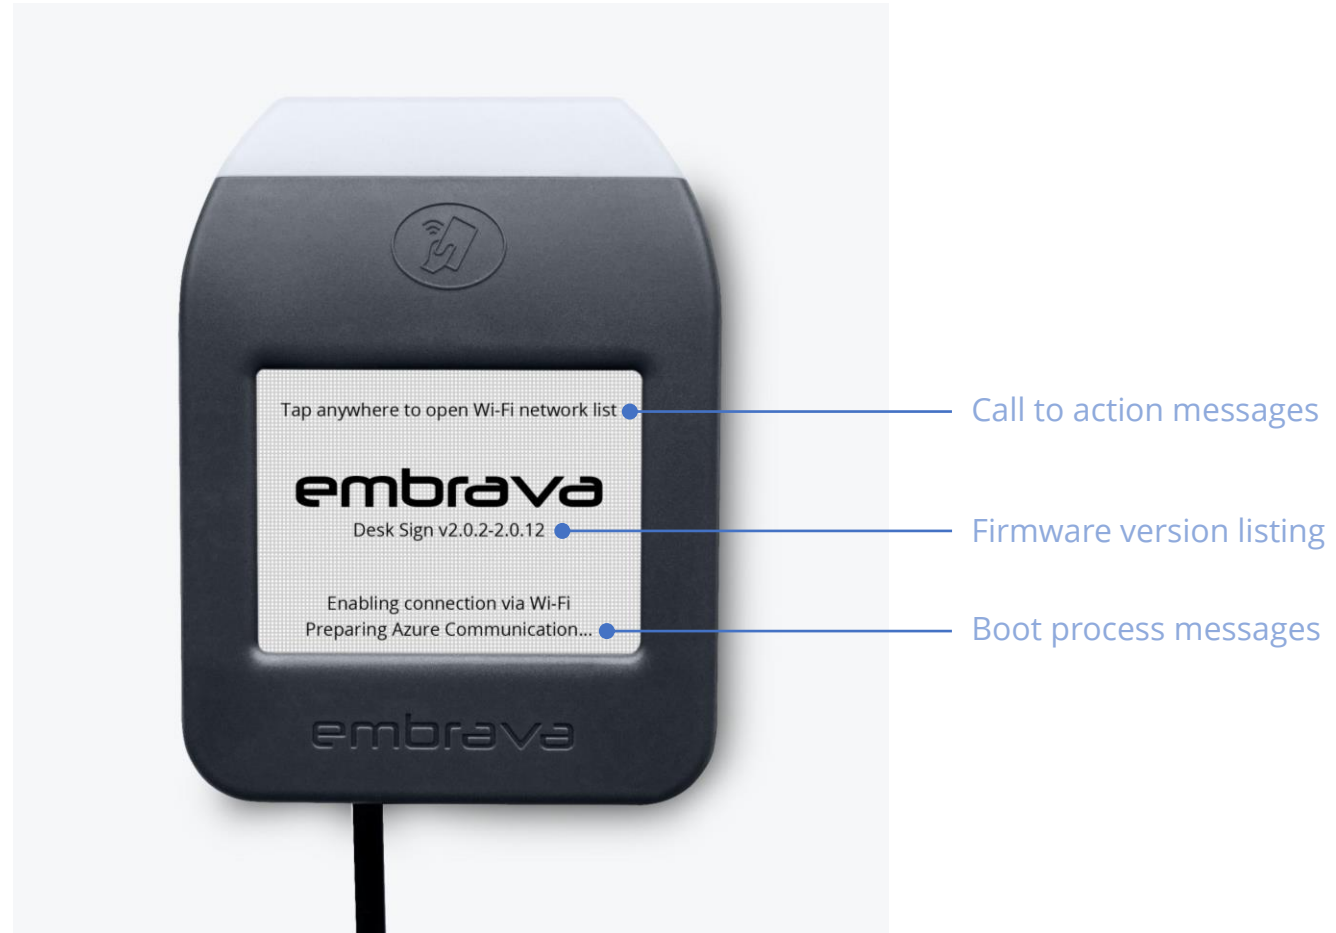 Tap anywhere to open Wi-Fi network list
Call to action messages
embrava
Desk Sign v2.0.2-2.0.12
Firmware version listing
Enabling connection via Wi-Fi
Preparing Azure Communication...
Boot process messages
embrava